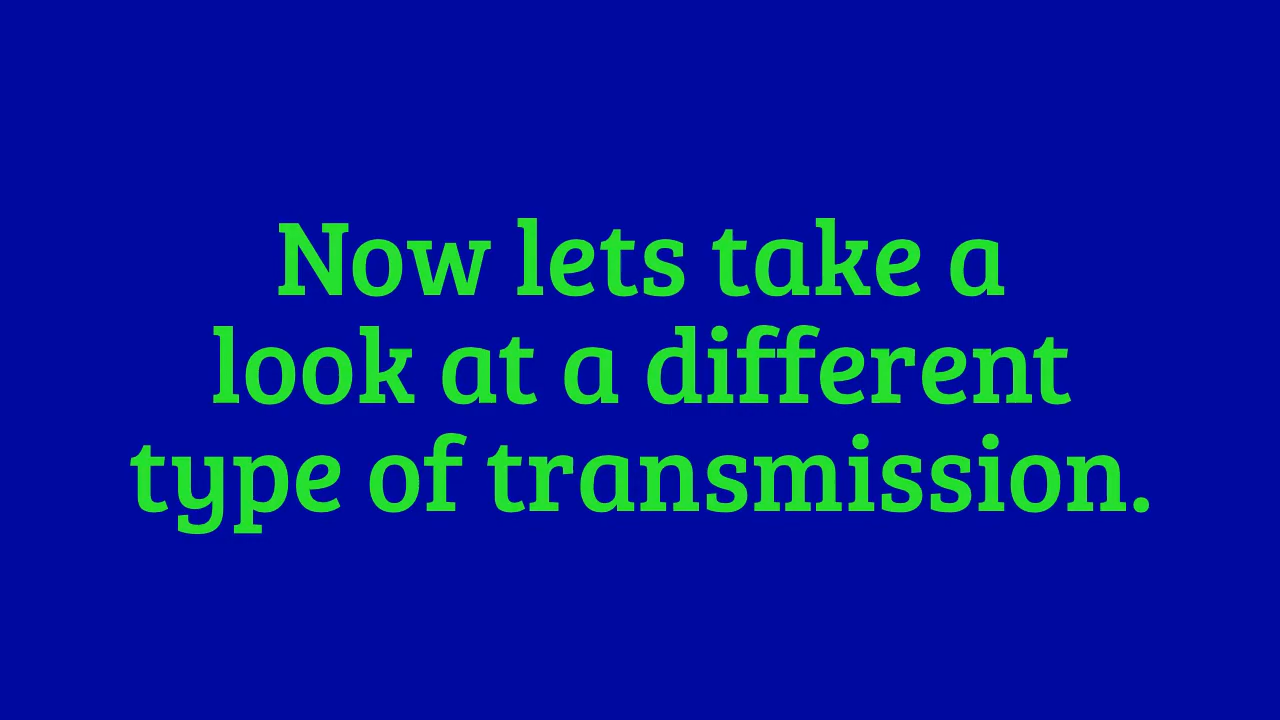 Now lets take a
look at a different
type of transmission.